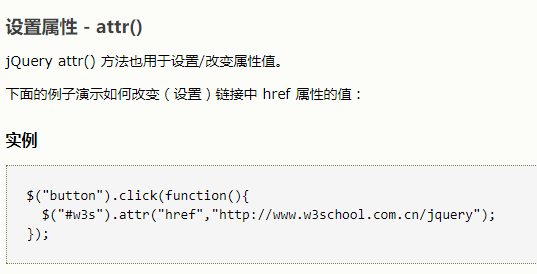 设置属性 - attr()
jQuery attr() 方法也用于设置/改变属性值。
下面的例子演示如何改变（设置）链接中 href 属性的值：
实例
$("button").click(function(){
  $("#w3s").attr("href","http://www.w3school.com.cn/jquery");
});